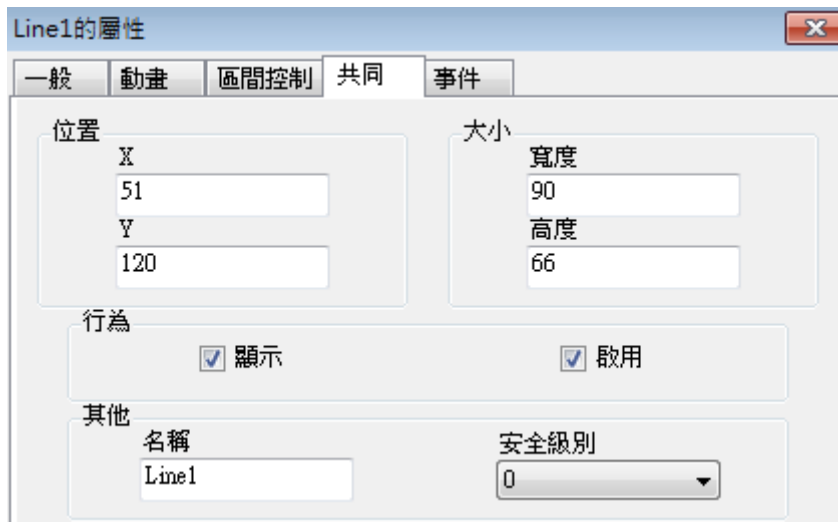 Line1的屬性
一般 動畫 區間控制 共同 事件
位置
X
51
Y
120
大小
寬度
90
高度
66
行為
顯示 啟用
其他
名稱
Line1
安全級別
0